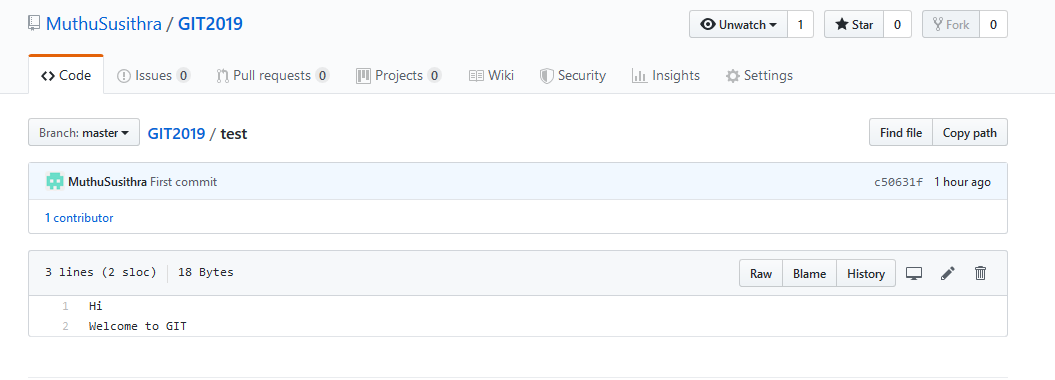 MuthuSusithra / GIT2019 Unwatch 1 Star 0 Fork 0
Code Issues 0 Pull requests 0 Projects 0 Wiki Security Insights Settings
Branch: master GIT2019 / test Find file Copy path
MuthuSusithra First commit c50631f 1 hour ago
1 contributor
3 lines (2 sloc) 18 Bytes Raw Blame History
1 Hi
2 Welcome to GIT